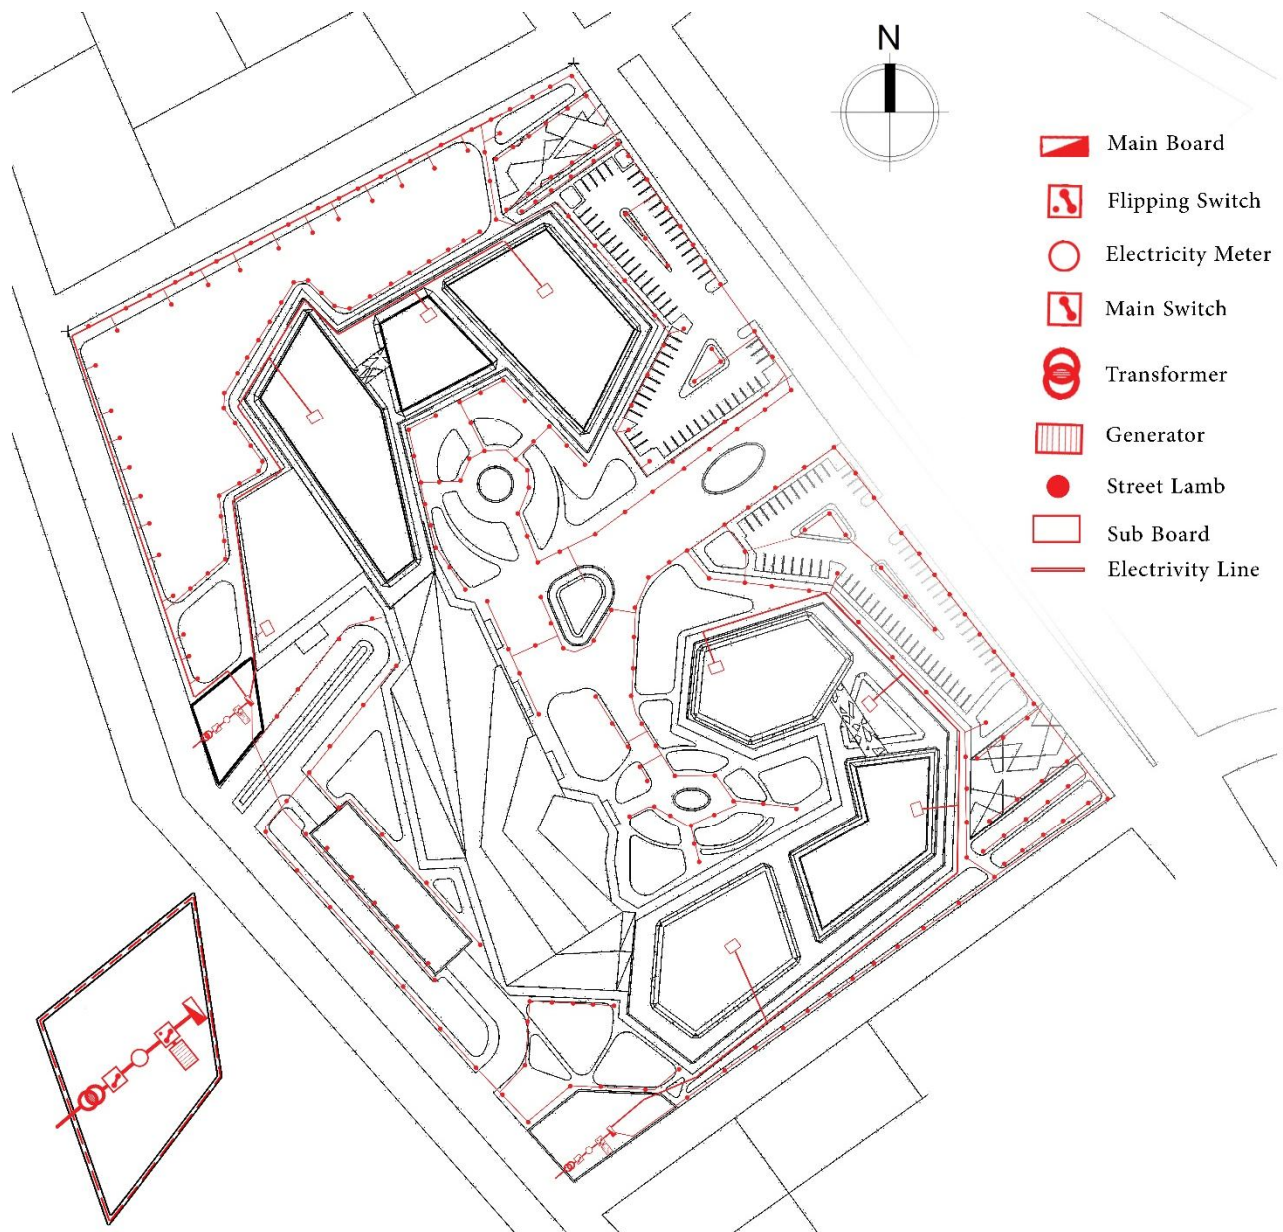 N
Main Board
Flipping Switch
Electricity Meter
Main Switch
Transformer
Generator
Street Lamb
Sub Board
Electrivity Line